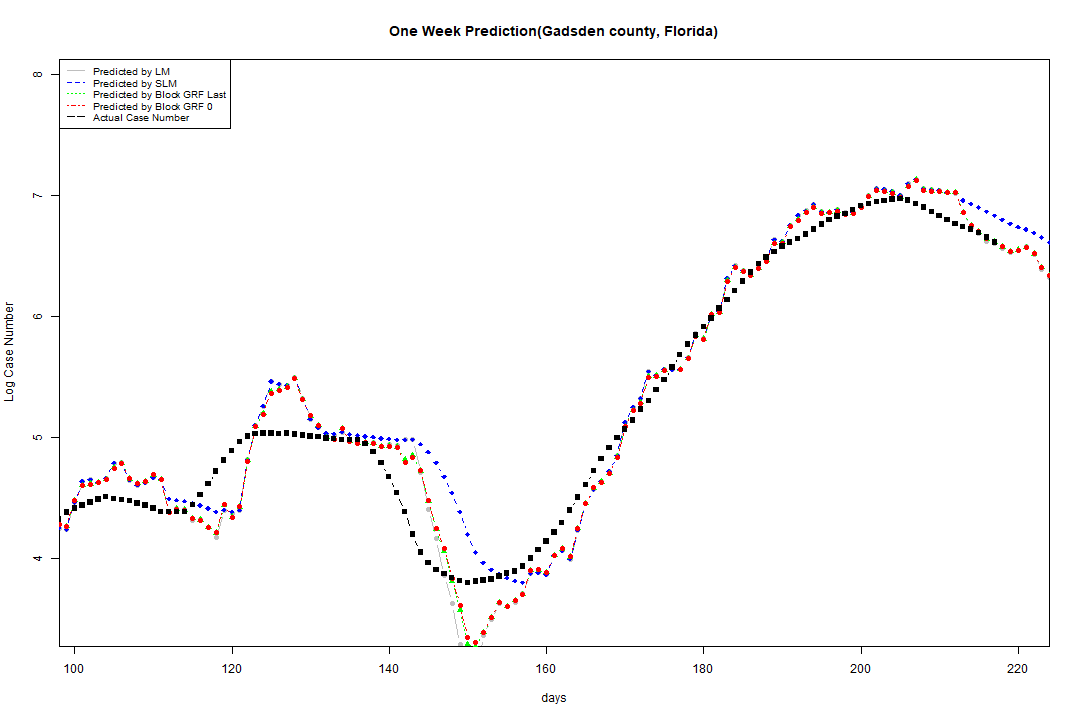 One Week Prediction(Gadsden county, Florida)
Predicted by LM
Predicted by SLM
Predicted by Block GRF Last
Predicted by Block GRF 0
Actual Case Number
8
7
6
5
4
Log Case Number
100 120 140 160 180 200 220
days